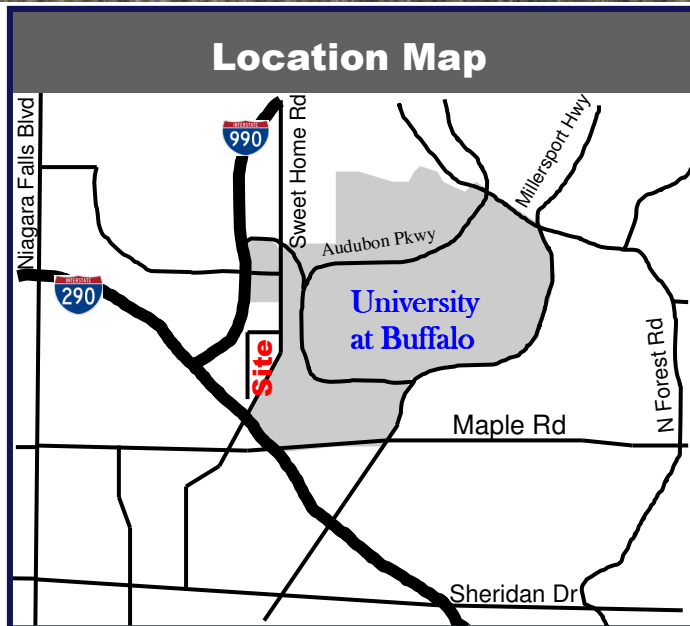 Location Map
Niagara Falls Blvd
INTERSTATE
990
Sweet Home Rd
Millersport Hwy
Audubon Pkwy
INTERSTATE
290
University
at Buffalo
Site
N Forest Rd
Maple Rd
Sheridan Dr